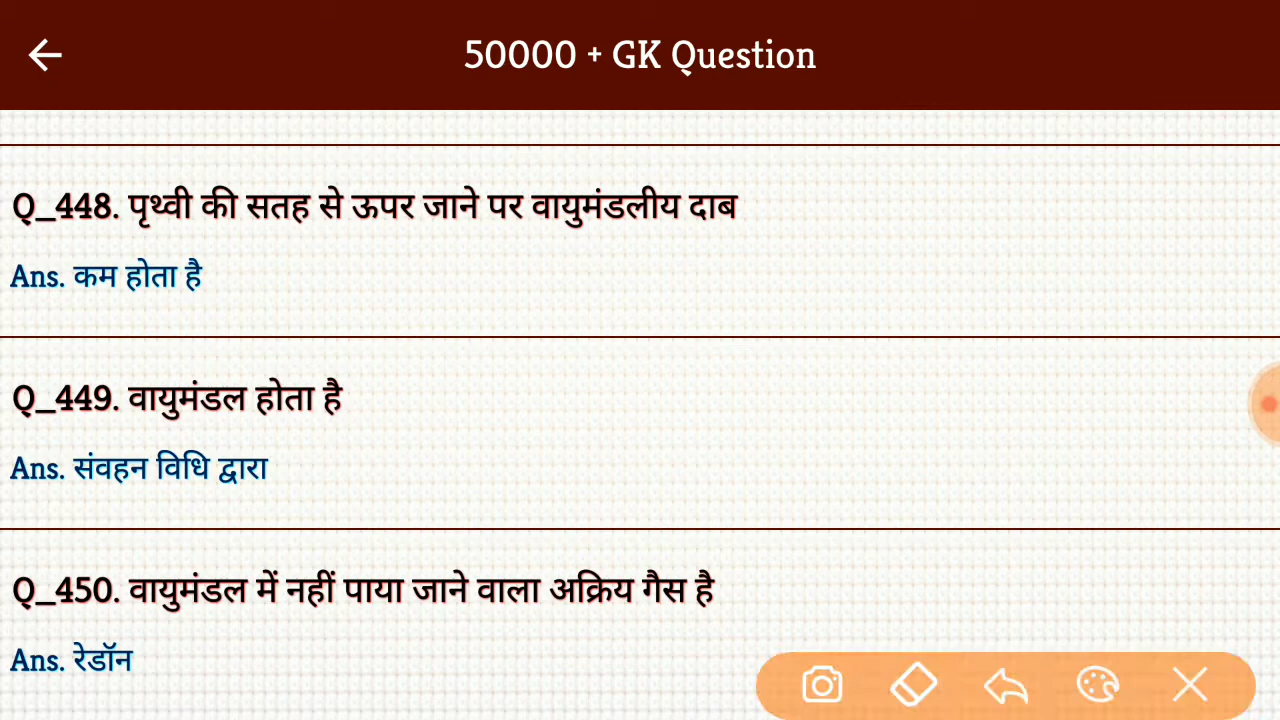 50000 + GK Question
Q_448. पृथ्वी की सतह से ऊपर जाने पर वायुमंडलीय दाब
Ans. कम होता है
Q_449. वायुमंडल होता है
Ans. संवहन विधि द्वारा
Q_450. वायुमंडल में नहीं पाया जाने वाला अक्रिय गैस है
Ans. रेडॉन